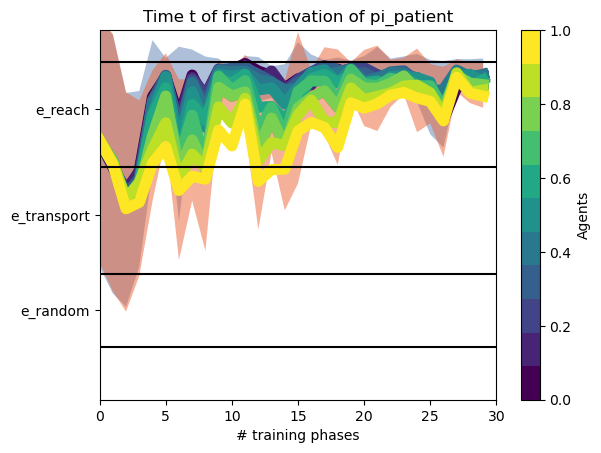 Time t of first activation of pi_patient
e_reach
e_transport
e_random
0
5
10
15
20
25
30
# training phases
1.0
0.8
0.6
0.4
0.2
0.0
Agents